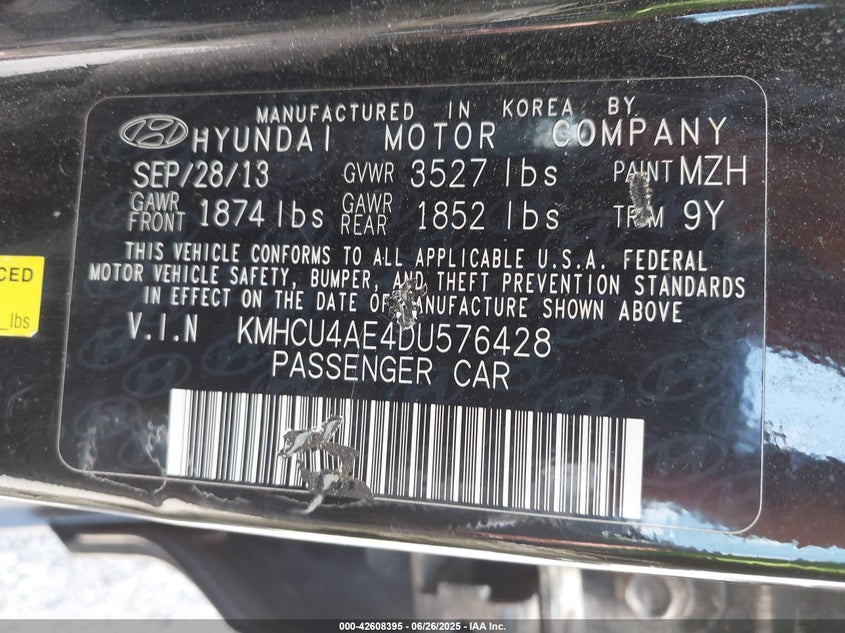 MANUFACTURED IN KOREA BY
HYUNDAI MOTOR COMPANY
SEP/28/13 GVWR 3527 lbs PAINT MZH
GAWR FRONT 1874 lbs GAWR REAR 1852 lbs TRIM 9Y
THIS VEHICLE CONFORMS TO ALL APPLICABLE U.S.A. FEDERAL
MOTOR VEHICLE SAFETY, BUMPER, AND THEFT PREVENTION STANDARDS
IN EFFECT ON THE DATE OF MANUFACTURE SHOWN ABOVE
V.I.N KMHCU4AE4DU576428
PASSENGER CAR
CED
lbs
000-42608395 - 06/26/2025 - IAA Inc.